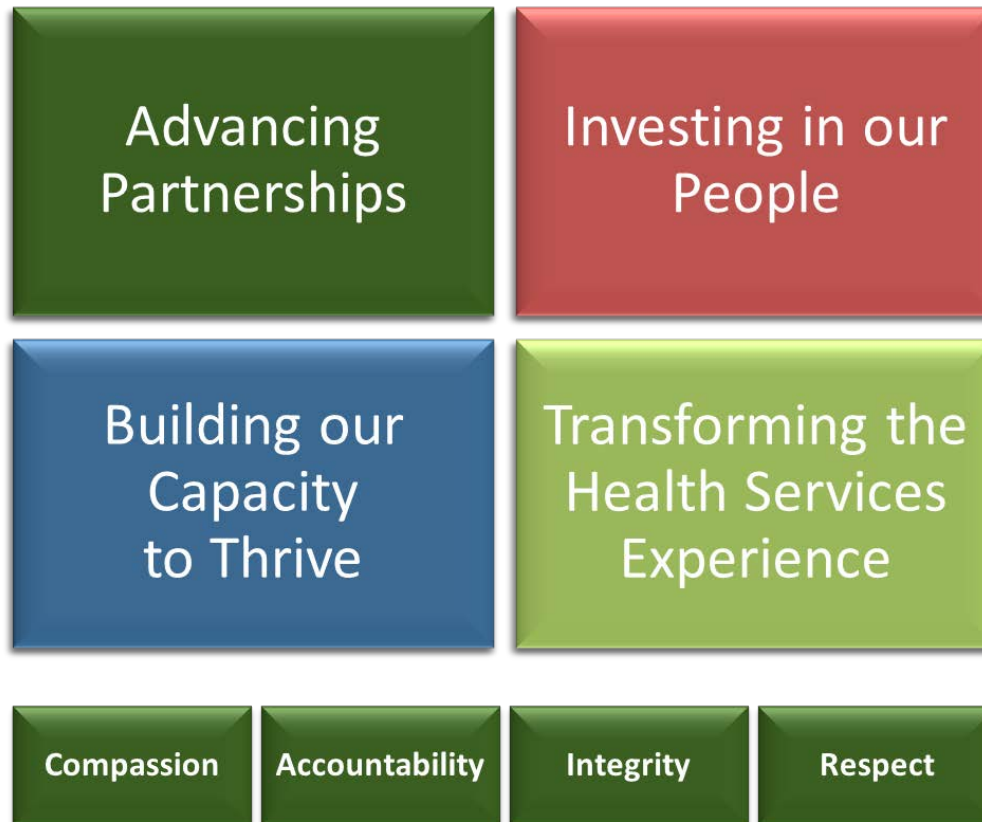 Advancing
Partnerships
Investing in our
People
Building our
Capacity
to Thrive
Transforming the
Health Services
Experience
Compassion
Accountability
Integrity
Respect